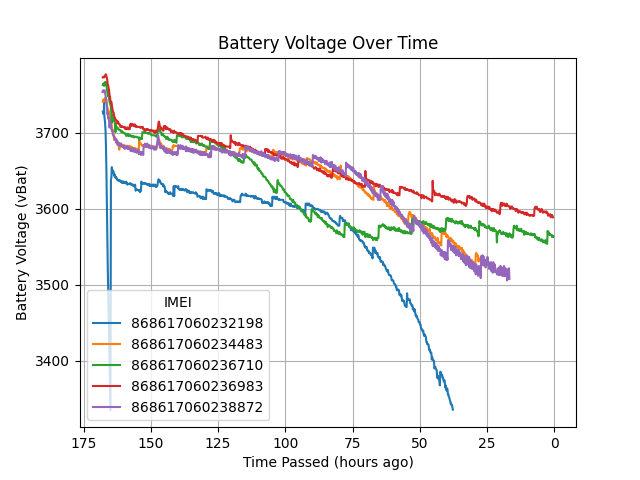 Battery Voltage Over Time
Battery Voltage (vBat)
3700
3600
3500
3400
IMEI
868617060232198
868617060234483
868617060236710
868617060236983
868617060238872
175 150 125 100 75 50 25 0
Time Passed (hours ago)